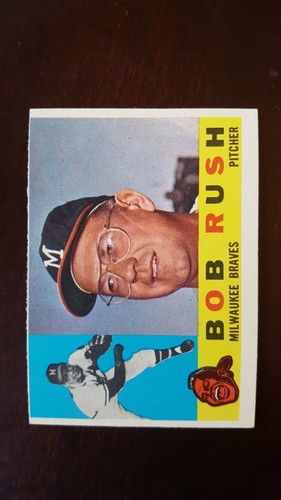 BOB RUSH
MILWAUKEE BRAVES PITCHER
M
M